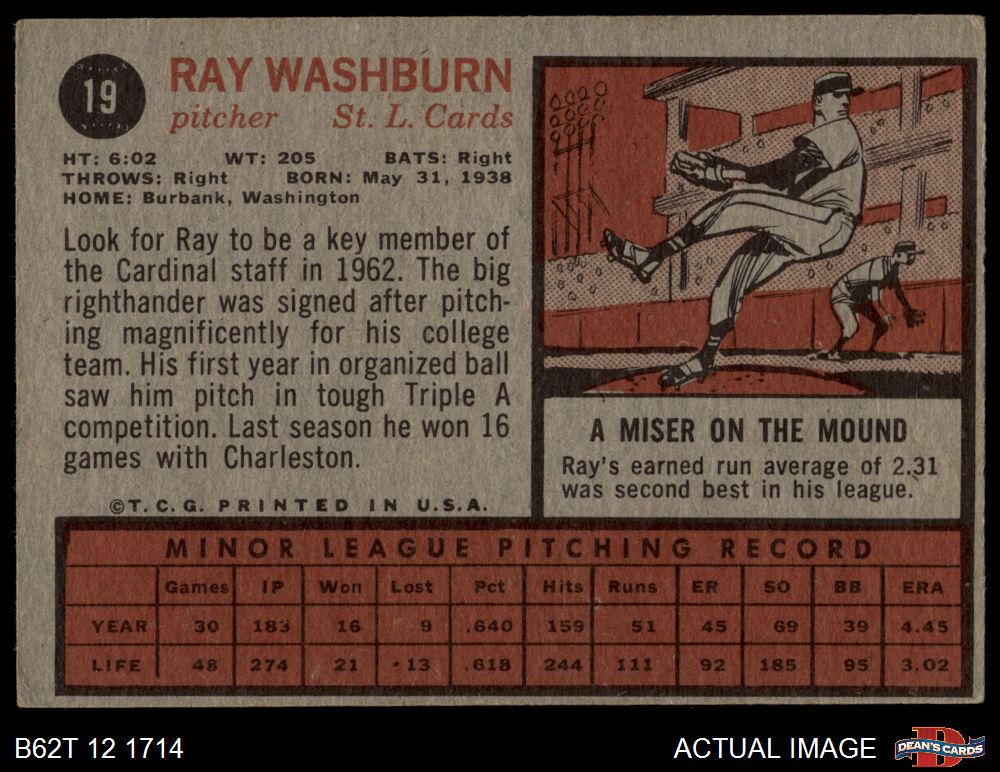 19
RAY WASHBURN
pitcher St. L. Cards
HT: 6:02 WT: 205 BATS: Right
THROWS: Right BORN: May 31, 1938
HOME: Burbank, Washington
Look for Ray to be a key member of
the Cardinal staff in 1962. The big
righthander was signed after pitch-
ing magnificently for his college
team. His first year in organized ball
saw him pitch in tough Triple A
competition. Last season he won 16
games with Charleston.
©T.C.G. PRINTED IN U.S.A.
A MISER ON THE MOUND
Ray's earned run average of 2.31
was second best in his league.
MINOR LEAGUE PITCHING RECORD
Games IP Won Lost Pct Hits Runs ER SO BB ERA
YEAR 30 183 16 9 .640 159 51 45 69 39 4.45
LIFE 48 274 21 13 .618 244 111 92 185 95 3.02
B62T 12 1714
ACTUAL IMAGE
D
DEAN'S CARDS